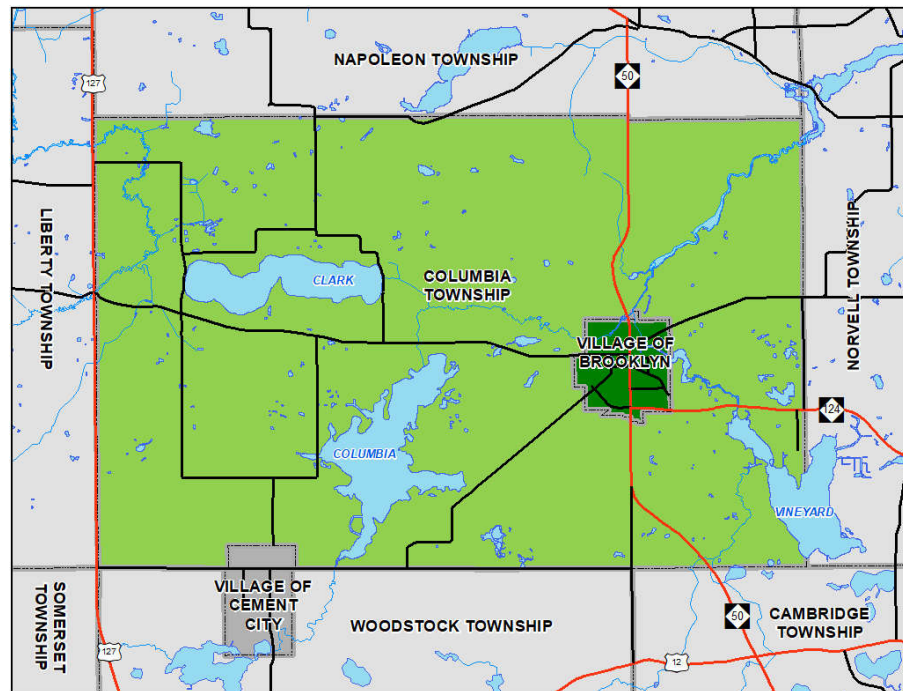 NAPOLEON TOWNSHIP
127
50
LIBERTY TOWNSHIP
NORVELL TOWNSHIP
CLARK
COLUMBIA
TOWNSHIP
VILLAGE OF
BROOKLYN
124
COLUMBIA
VINEYARD
SOMERSET
TOWNSHIP
VILLAGE OF
CEMENT
CITY
WOODSTOCK TOWNSHIP
50
CAMBRIDGE
TOWNSHIP
127
12